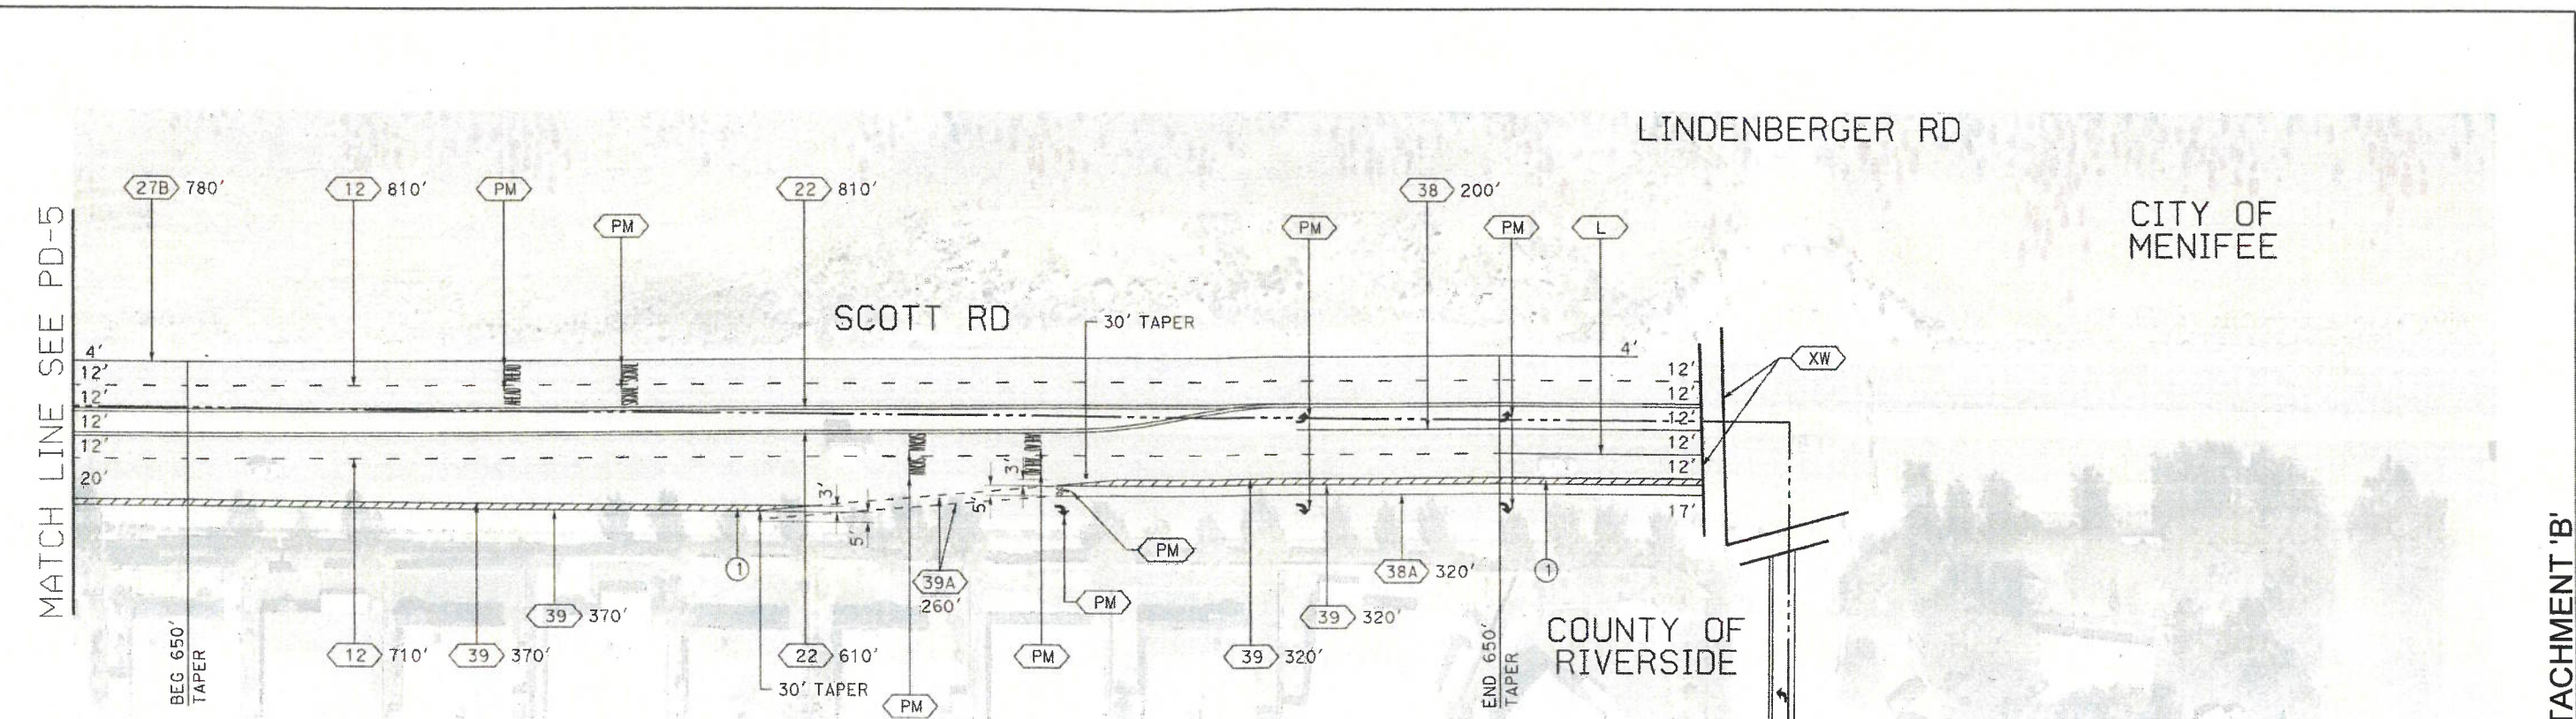 LINDENBERGER RD
27B 780'
12 810'
PM
22 810'
38 200'
PM
PM
PM
L
CITY OF
MENIFEE
MATCH LINE SEE PD-5
SCOTT RD
30' TAPER
4'
4'
XW
12'
12'
12'
12'
20'
12'
12'
12'
12'
12'
17'
3'
5'
3'
5'
1
39A
260'
PM
PM
38A 320'
1
39 370'
39 320'
12 710'
39 370'
22 610'
PM
39 320'
30' TAPER
PM
BEG 650'
TAPER
END 650'
TAPER
COUNTY OF
RIVERSIDE
TACHMENT 'B'